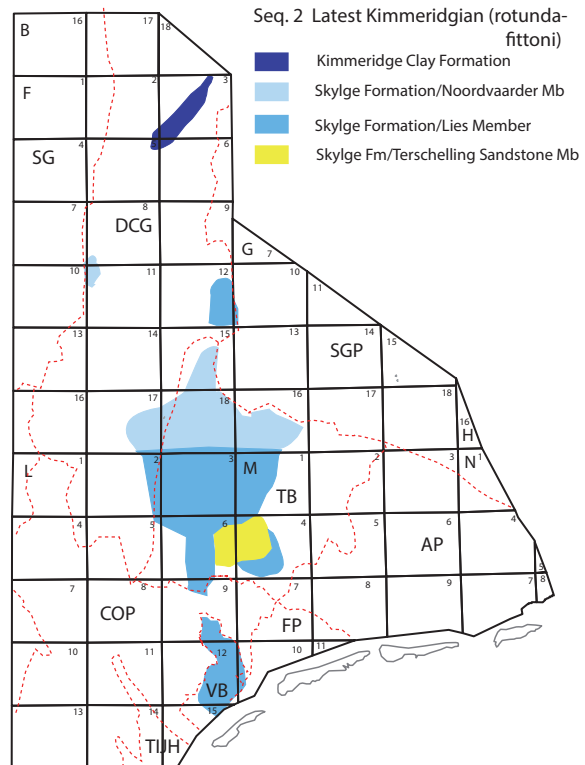 Seq. 2 Latest Kimmeridgian (rotunda-
fittoni)
Kimmeridge Clay Formation
Skylge Formation/Noordvaarder Mb
Skylge Formation/Lies Member
Skylge Fm/Terschelling Sandstone Mb
B 16 17 18
F 1 2 3
SG 4 5 6
7 8 9
DCG
G 7
10 11 12 10 11
13 14 15 13 14 15
SGP
16 17 18 16 17 18 16
H
L 1 2 3 M 1 2 3 N 1
TB
4 5 6 4 5 6 4
AP
5
7 8 9 7 8 9 7 8
COP FP
10 11 12 10 11
VB
13 14 15
TIJH